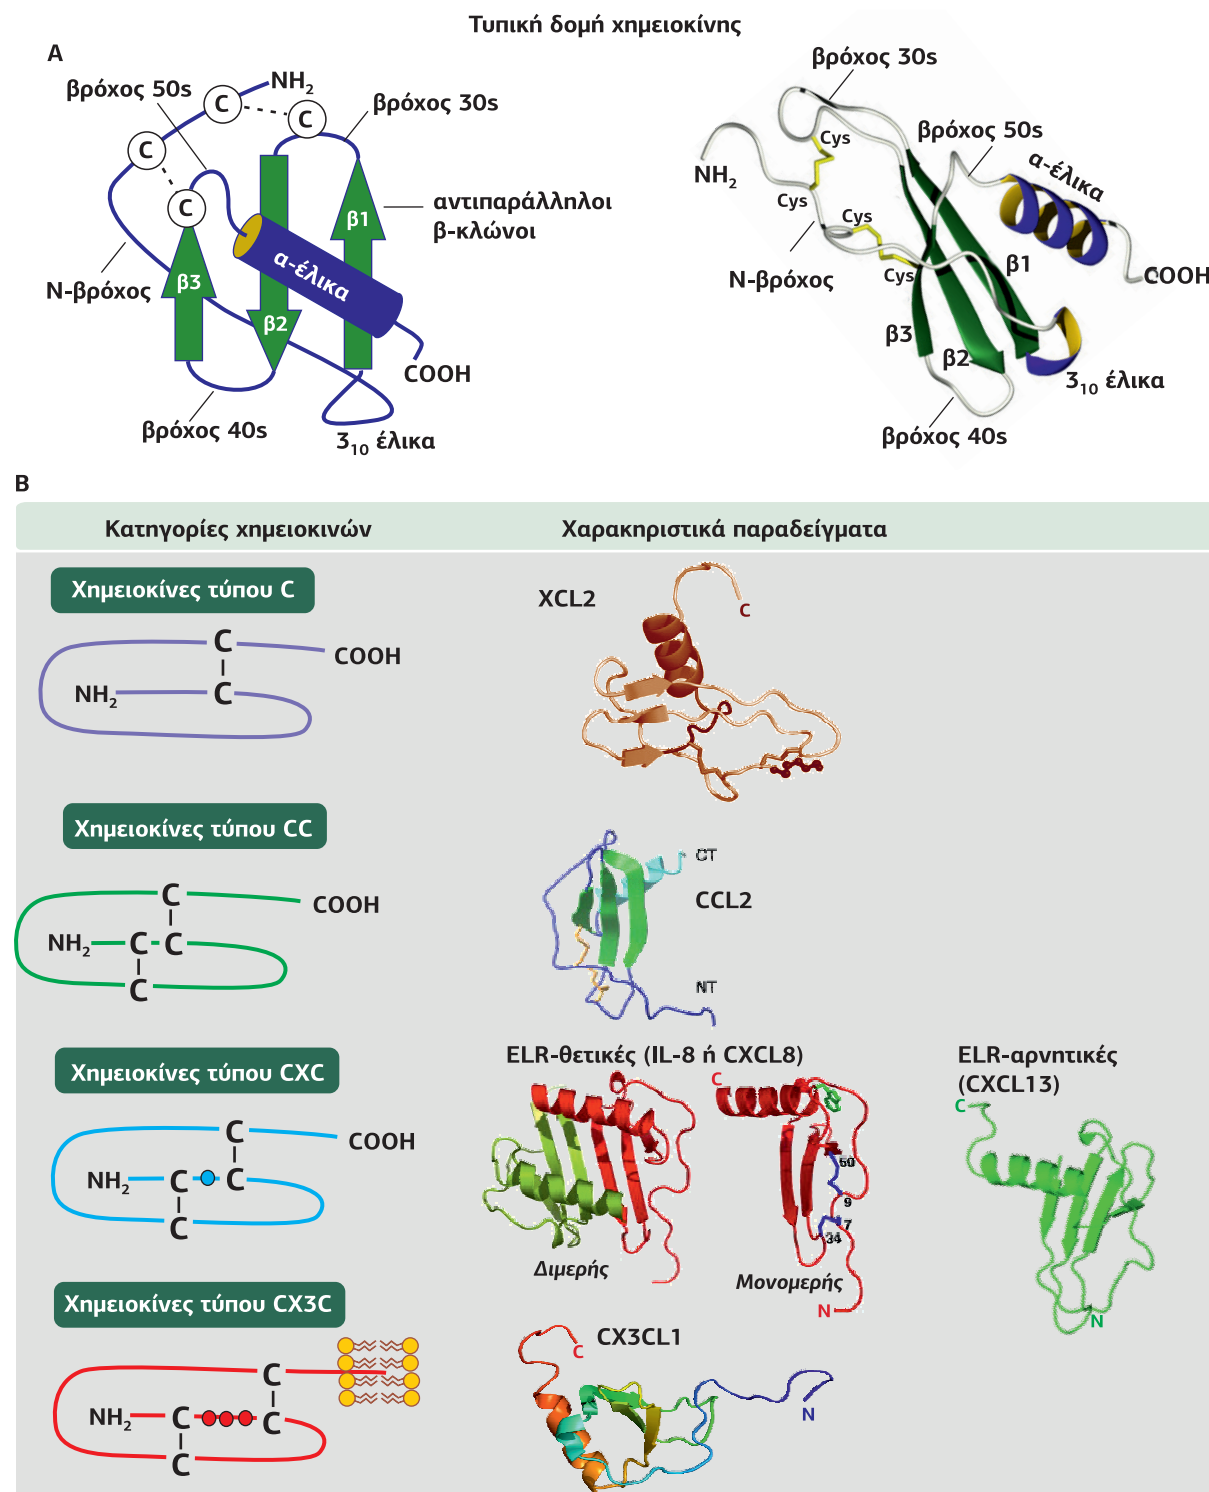 Τυπική δομή χημειοκίνης
A
βρόχος 50s
NH2
βρόχος 30s
C
C
C
C
β1
αντιπαράλληλοι
β-κλώνοι
α-έλικα
β3
N-βρόχος
β2
COOH
βρόχος 40s
310 έλικα
βρόχος 30s
βρόχος 50s
Cys
α-έλικα
NH2
Cys
Cys
Cys
N-βρόχος
β1
COOH
β3
β2
310 έλικα
βρόχος 40s
B
Κατηγορίες χημειοκινών
Χαρακηριστικά παραδείγματα
Χημειοκίνες τύπου C
C
COOH
NH2
C
XCL2
C
Χημειοκίνες τύπου CC
C
COOH
NH2
C
C
C
CT
CCL2
NT
Χημειοκίνες τύπου CXC
C
COOH
NH2
C
C
C
ELR-θετικές (IL-8 ή CXCL8)
C
50
9
7
34
Διμερής
Μονομερής
N
ELR-αρνητικές
(CXCL13)
C
N
Χημειοκίνες τύπου CX3C
C
NH2
C
C
C
CX3CL1
C
N